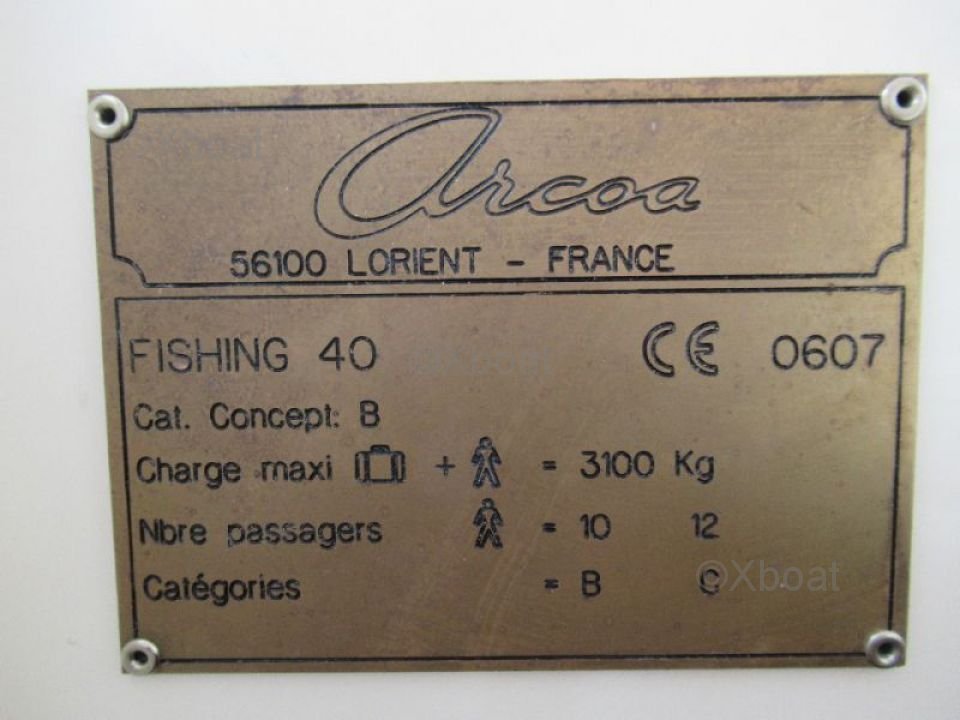 Arcoa
56100 LORIENT - FRANCE
FISHING 40 CE 0607
Cat. Concept: B
Charge maxi + = 3100 Kg
Nbre passagers = 10 12
Catégories = B C
©Xboat